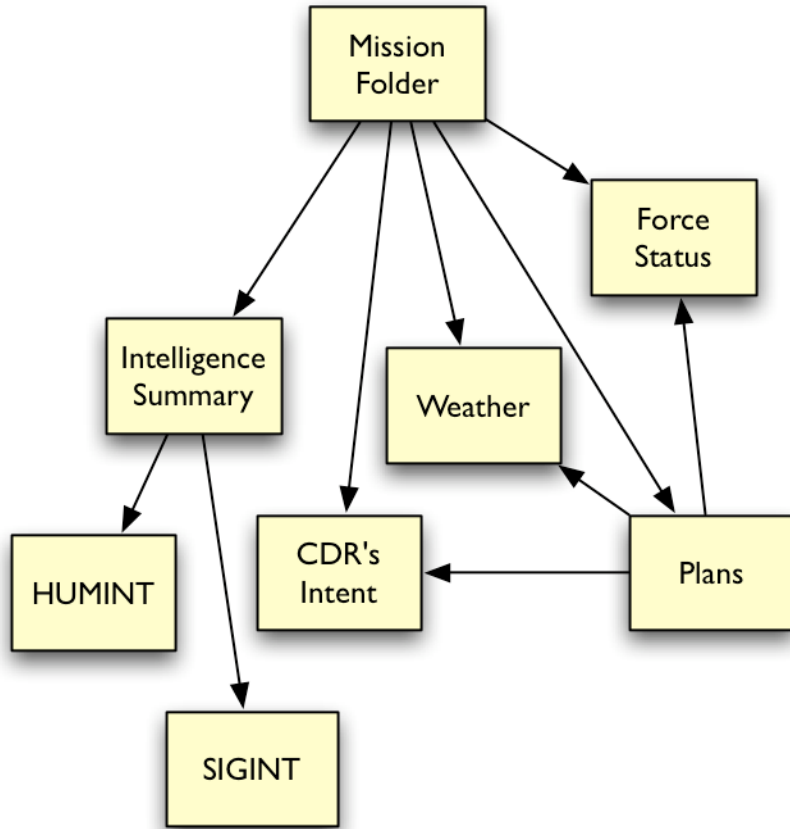 Mission
Folder
Force
Status
Intelligence
Summary
Weather
CDR's
Intent
Plans
HUMINT
SIGINT